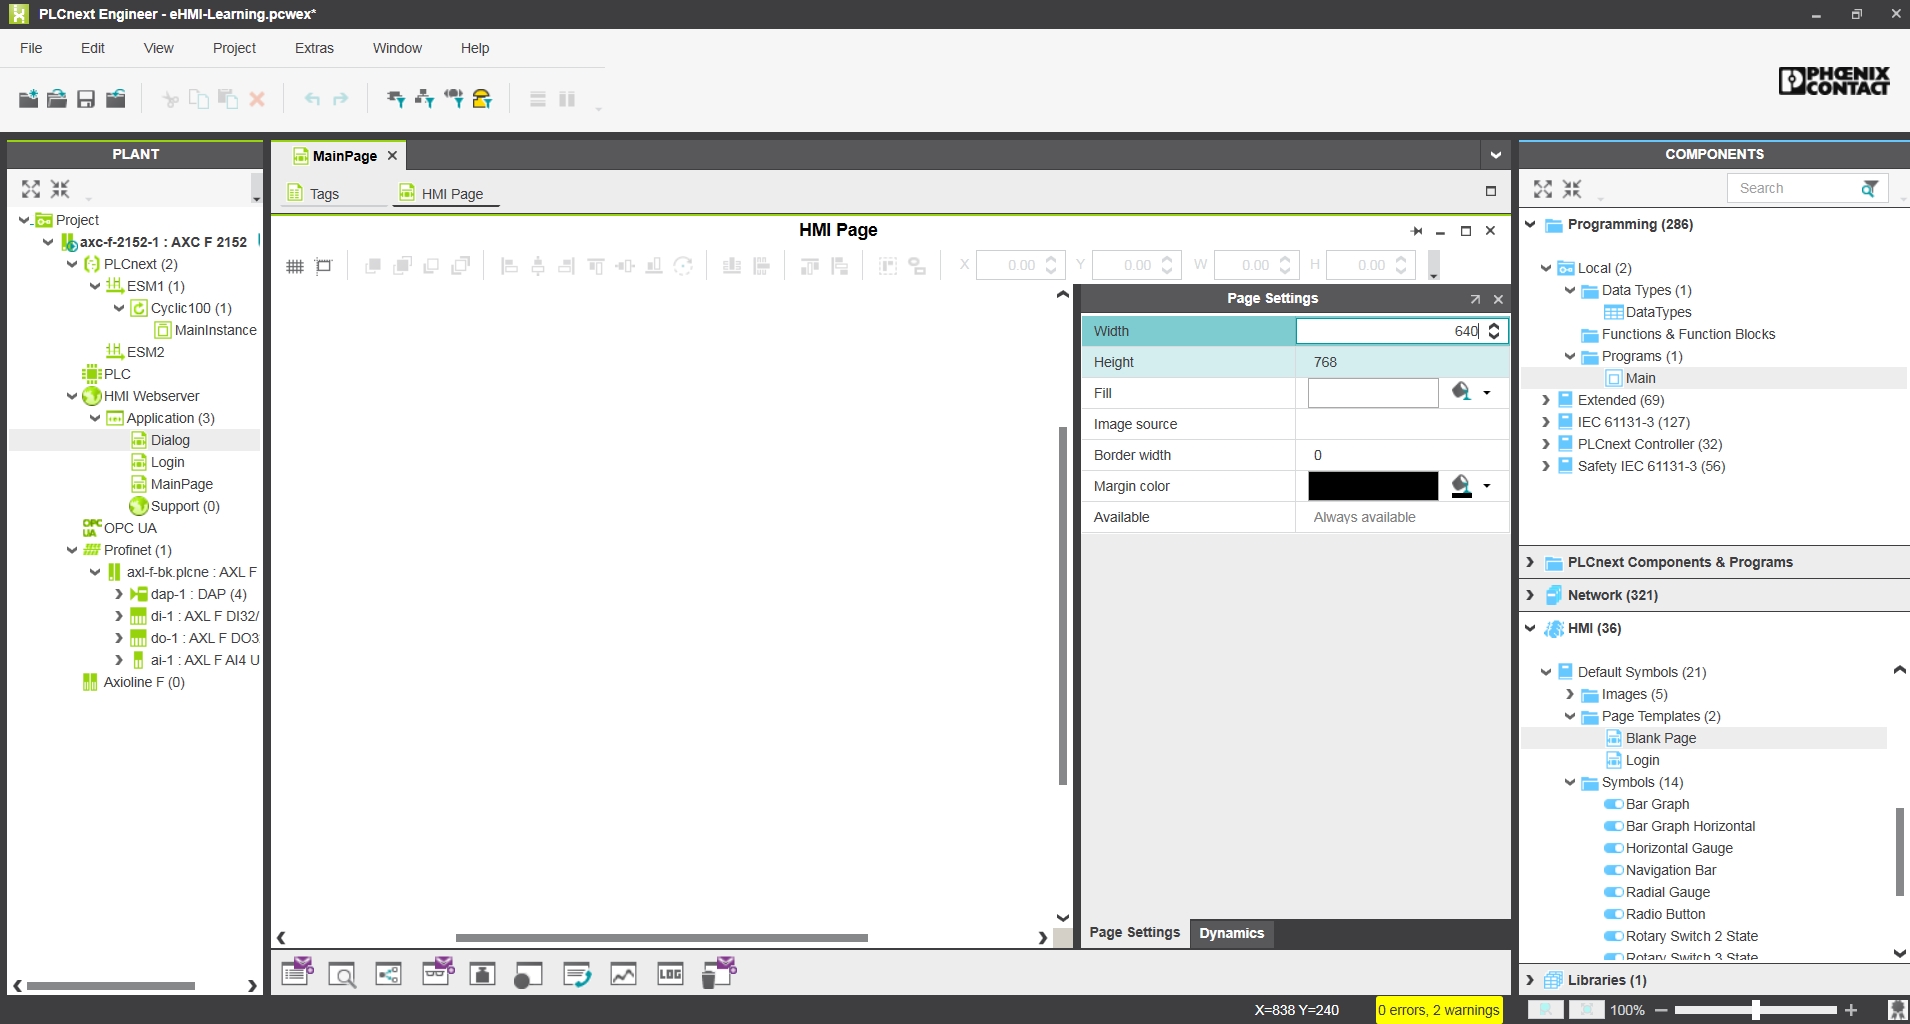 PLCnext Engineer - eHMI-Learning.pcwex*
File Edit View Project Extras Window Help
PHŒNIX
CONTACT
PLANT
MainPage
COMPONENTS
Tags HMI Page
Search
HMI Page
X 0.00 Y 0.00 W 0.00 H 0.00
Project
axc-f-2152-1 : AXC F 2152
PLCnext (2)
ESM1 (1)
Cyclic100 (1)
MainInstance
ESM2
PLC
HMI Webserver
Application (3)
Dialog
Login
MainPage
Support (0)
OPC UA
OPC UA
Profinet (1)
axl-f-bk.plcne : AXL F
dap-1 : DAP (4)
di-1 : AXL F DI32/
do-1 : AXL F DO3
ai-1 : AXL F AI4 U
Axioline F (0)
Page Settings
Width 640
Height 768
Fill
Image source
Border width 0
Margin color
Available Always available
Page Settings Dynamics
LOG
Programming (286)
Local (2)
Data Types (1)
DataTypes
Functions & Function Blocks
Programs (1)
Main
Extended (69)
IEC 61131-3 (127)
PLCnext Controller (32)
Safety IEC 61131-3 (56)
PLCnext Components & Programs
Network (321)
HMI (36)
Default Symbols (21)
Images (5)
Page Templates (2)
Blank Page
Login
Symbols (14)
Bar Graph
Bar Graph Horizontal
Horizontal Gauge
Navigation Bar
Radial Gauge
Radio Button
Rotary Switch 2 State
Rotary Switch 3 State
Libraries (1)
X=838 Y=240 0 errors, 2 warnings 100%